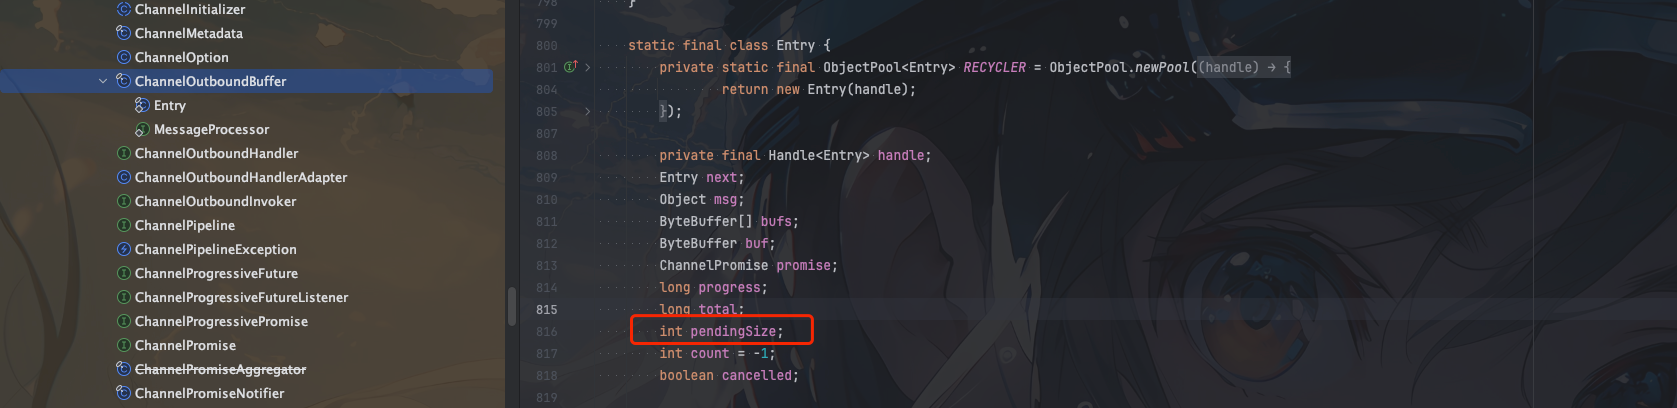 ChannelInitializer
ChannelMetadata
ChannelOption
ChannelOutboundBuffer
Entry
MessageProcessor
ChannelOutboundHandler
ChannelOutboundHandlerAdapter
ChannelOutboundInvoker
ChannelPipeline
ChannelPipelineException
ChannelProgressiveFuture
ChannelProgressiveFutureListener
ChannelProgressivePromise
ChannelPromise
ChannelPromiseAggregator
ChannelPromiseNotifier
798 }
799
800 static final class Entry {
801 private static final ObjectPool<Entry> RECYCLER = ObjectPool.newPool((handle) → {
804 return new Entry(handle);
805 });
807
808 private final Handle<Entry> handle;
809 Entry next;
810 Object msg;
811 ByteBuffer[] bufs;
812 ByteBuffer buf;
813 ChannelPromise promise;
814 long progress;
815 long total;
816 int pendingSize;
817 int count = -1;
818 boolean cancelled;
819